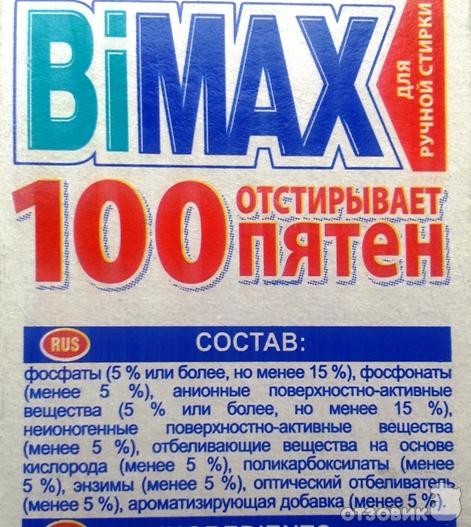 BiMAX
ДЛЯ
РУЧНОЙ СТИРКИ
100 ОТСТИРЫВАЕТ
пятен
RUS СОСТАВ:
фосфаты (5 % или более, но менее 15 %), фосфонаты
(менее 5 %), анионные поверхностно-активные
вещества (5 % или более, но менее 15 %),
неионогенные поверхностно-активные вещества
(менее 5 %), отбеливающие вещества на основе
кислорода (менее 5 %), поликарбоксилаты (менее
5 %), энзимы (менее 5 %), оптический отбеливатель
(менее 5 %), ароматизирующая добавка (менее 5 %)
ОТЗОВИК